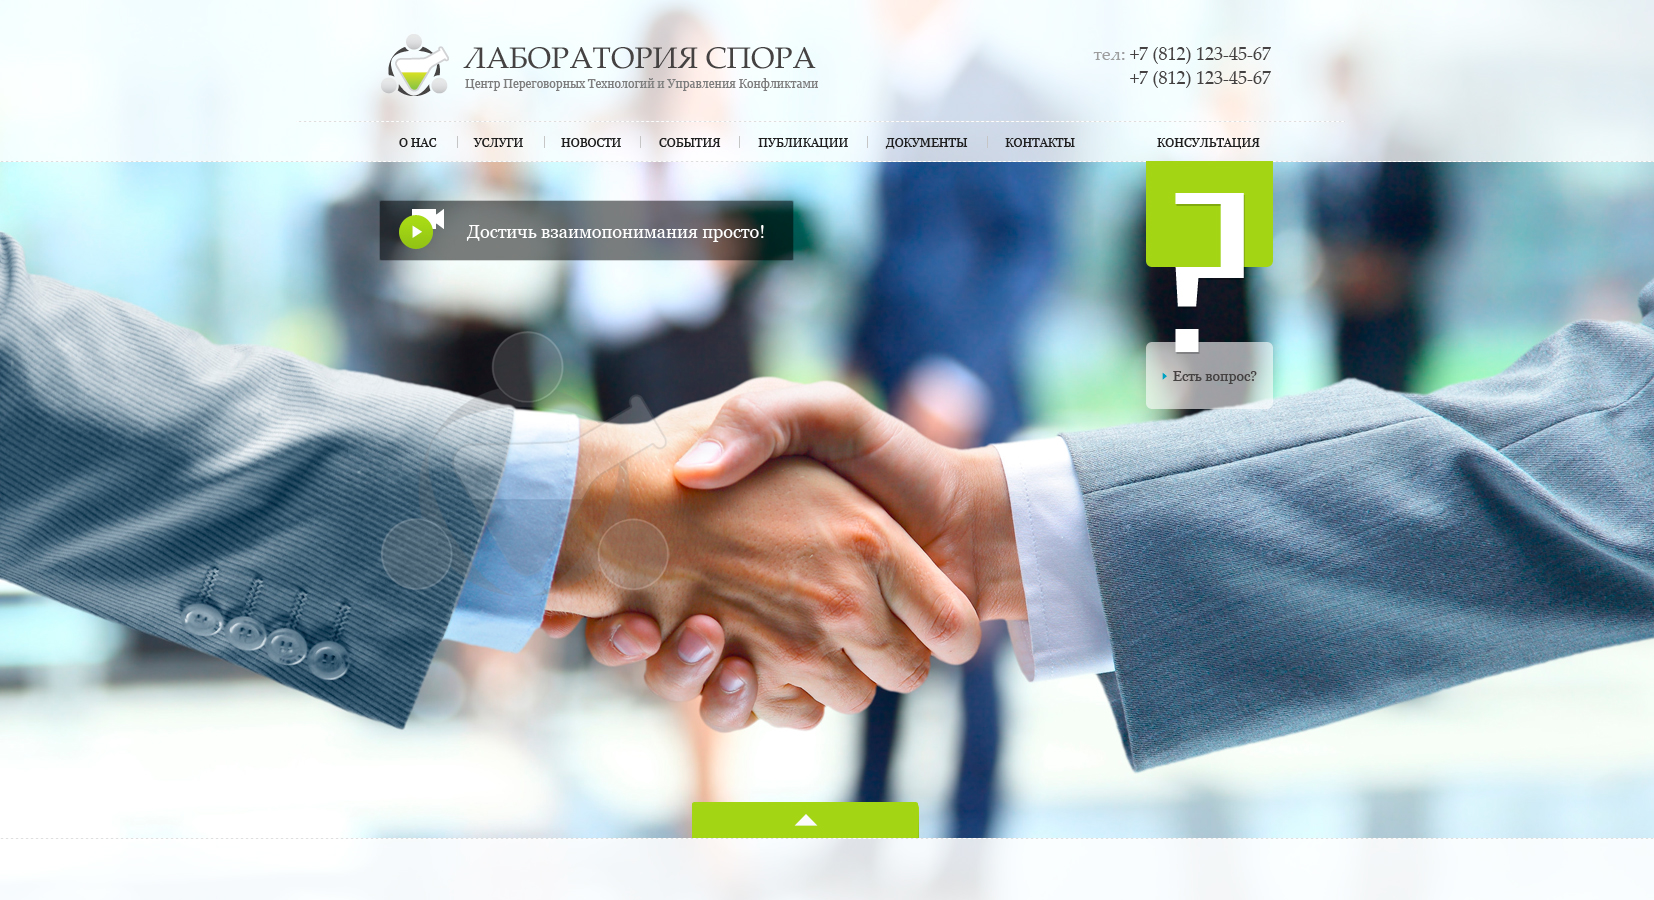 ЛАБОРАТОРИЯ СПОРА
Центр Переговорных Технологий и Управления Конфликтами
тел: +7 (812) 123-45-67
+7 (812) 123-45-67
О НАС
УСЛУГИ
НОВОСТИ
СОБЫТИЯ
ПУБЛИКАЦИИ
ДОКУМЕНТЫ
КОНТАКТЫ
КОНСУЛЬТАЦИЯ
Достичь взаимопонимания просто!
?
Есть вопрос?